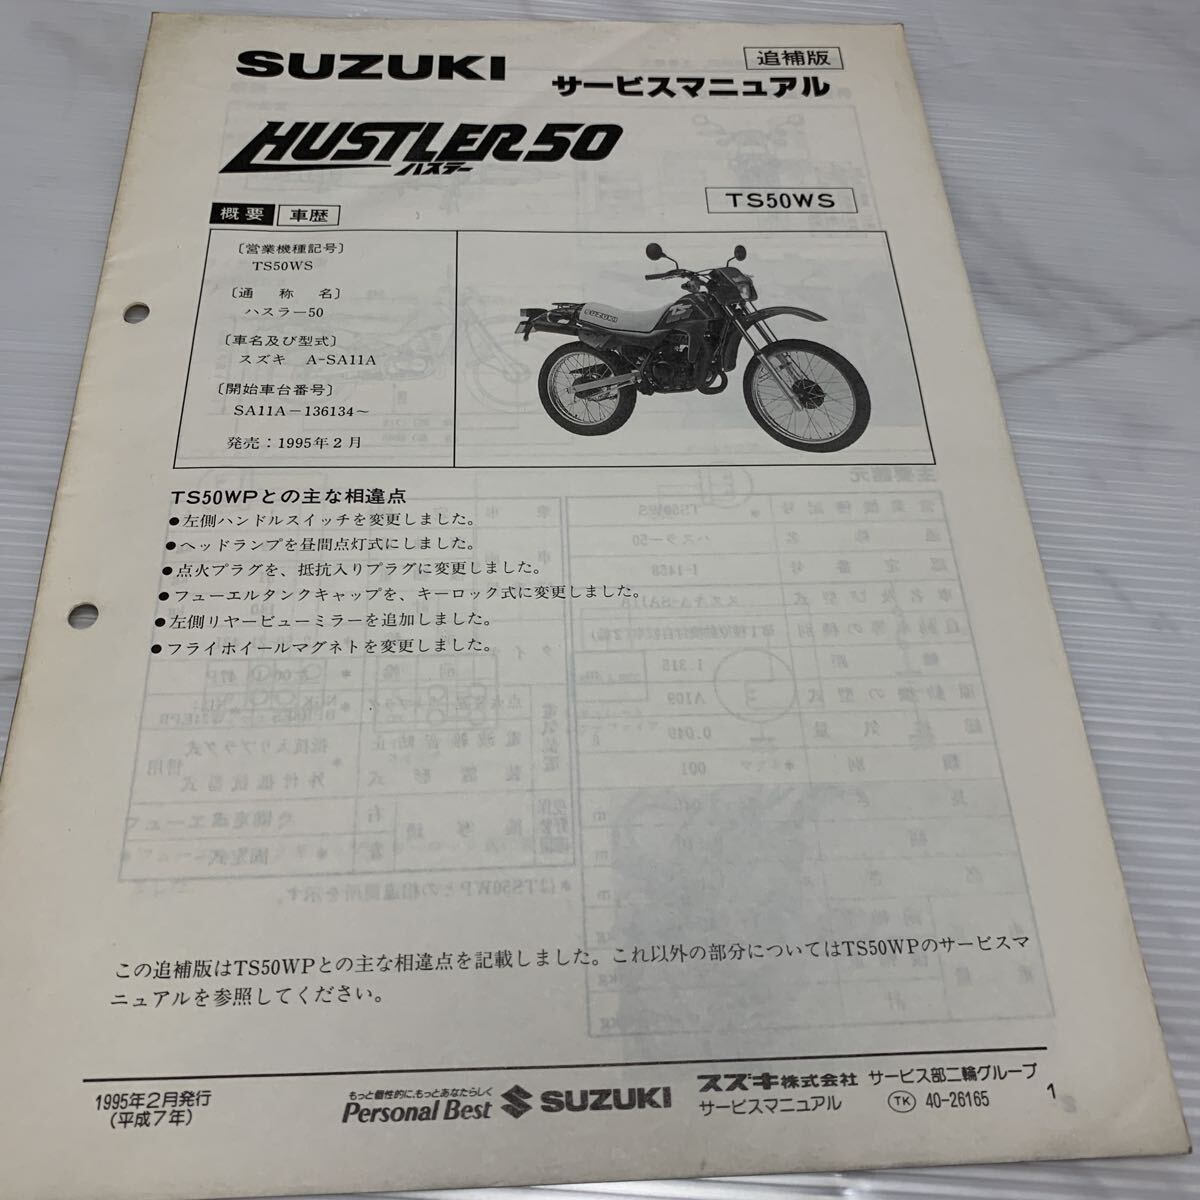 SUZUKI
追補版
サービスマニュアル
HUSTLER50
ハスラー
TS50WS
概要 車歴
〔営業機種記号〕
TS50WS
〔通称名〕
ハスラー50
〔車名及び型式〕
スズキ A-SA11A
〔開始車台番号〕
SA11A－136134～
発売：1995年2月
SUZUKI
TS
TS50WPとの主な相違点
●左側ハンドルスイッチを変更しました。
●ヘッドランプを昼間点灯式にしました。
●点火プラグを、抵抗入りプラグに変更しました。
●フューエルタンクキャップを、キーロック式に変更しました。
●左側リヤービューミラーを追加しました。
●フライホイールマグネトを変更しました。
この追補版はTS50WPとの主な相違点を記載しました。これ以外の部分についてはTS50WPのサービスマ
ニュアルを参照してください。
1995年2月発行
(平成7年)
もっと個性的に、もっとあなたらしく
Personal Best
SUZUKI
スズキ株式会社 サービス部二輪グループ
サービスマニュアル TK 40-26165
1